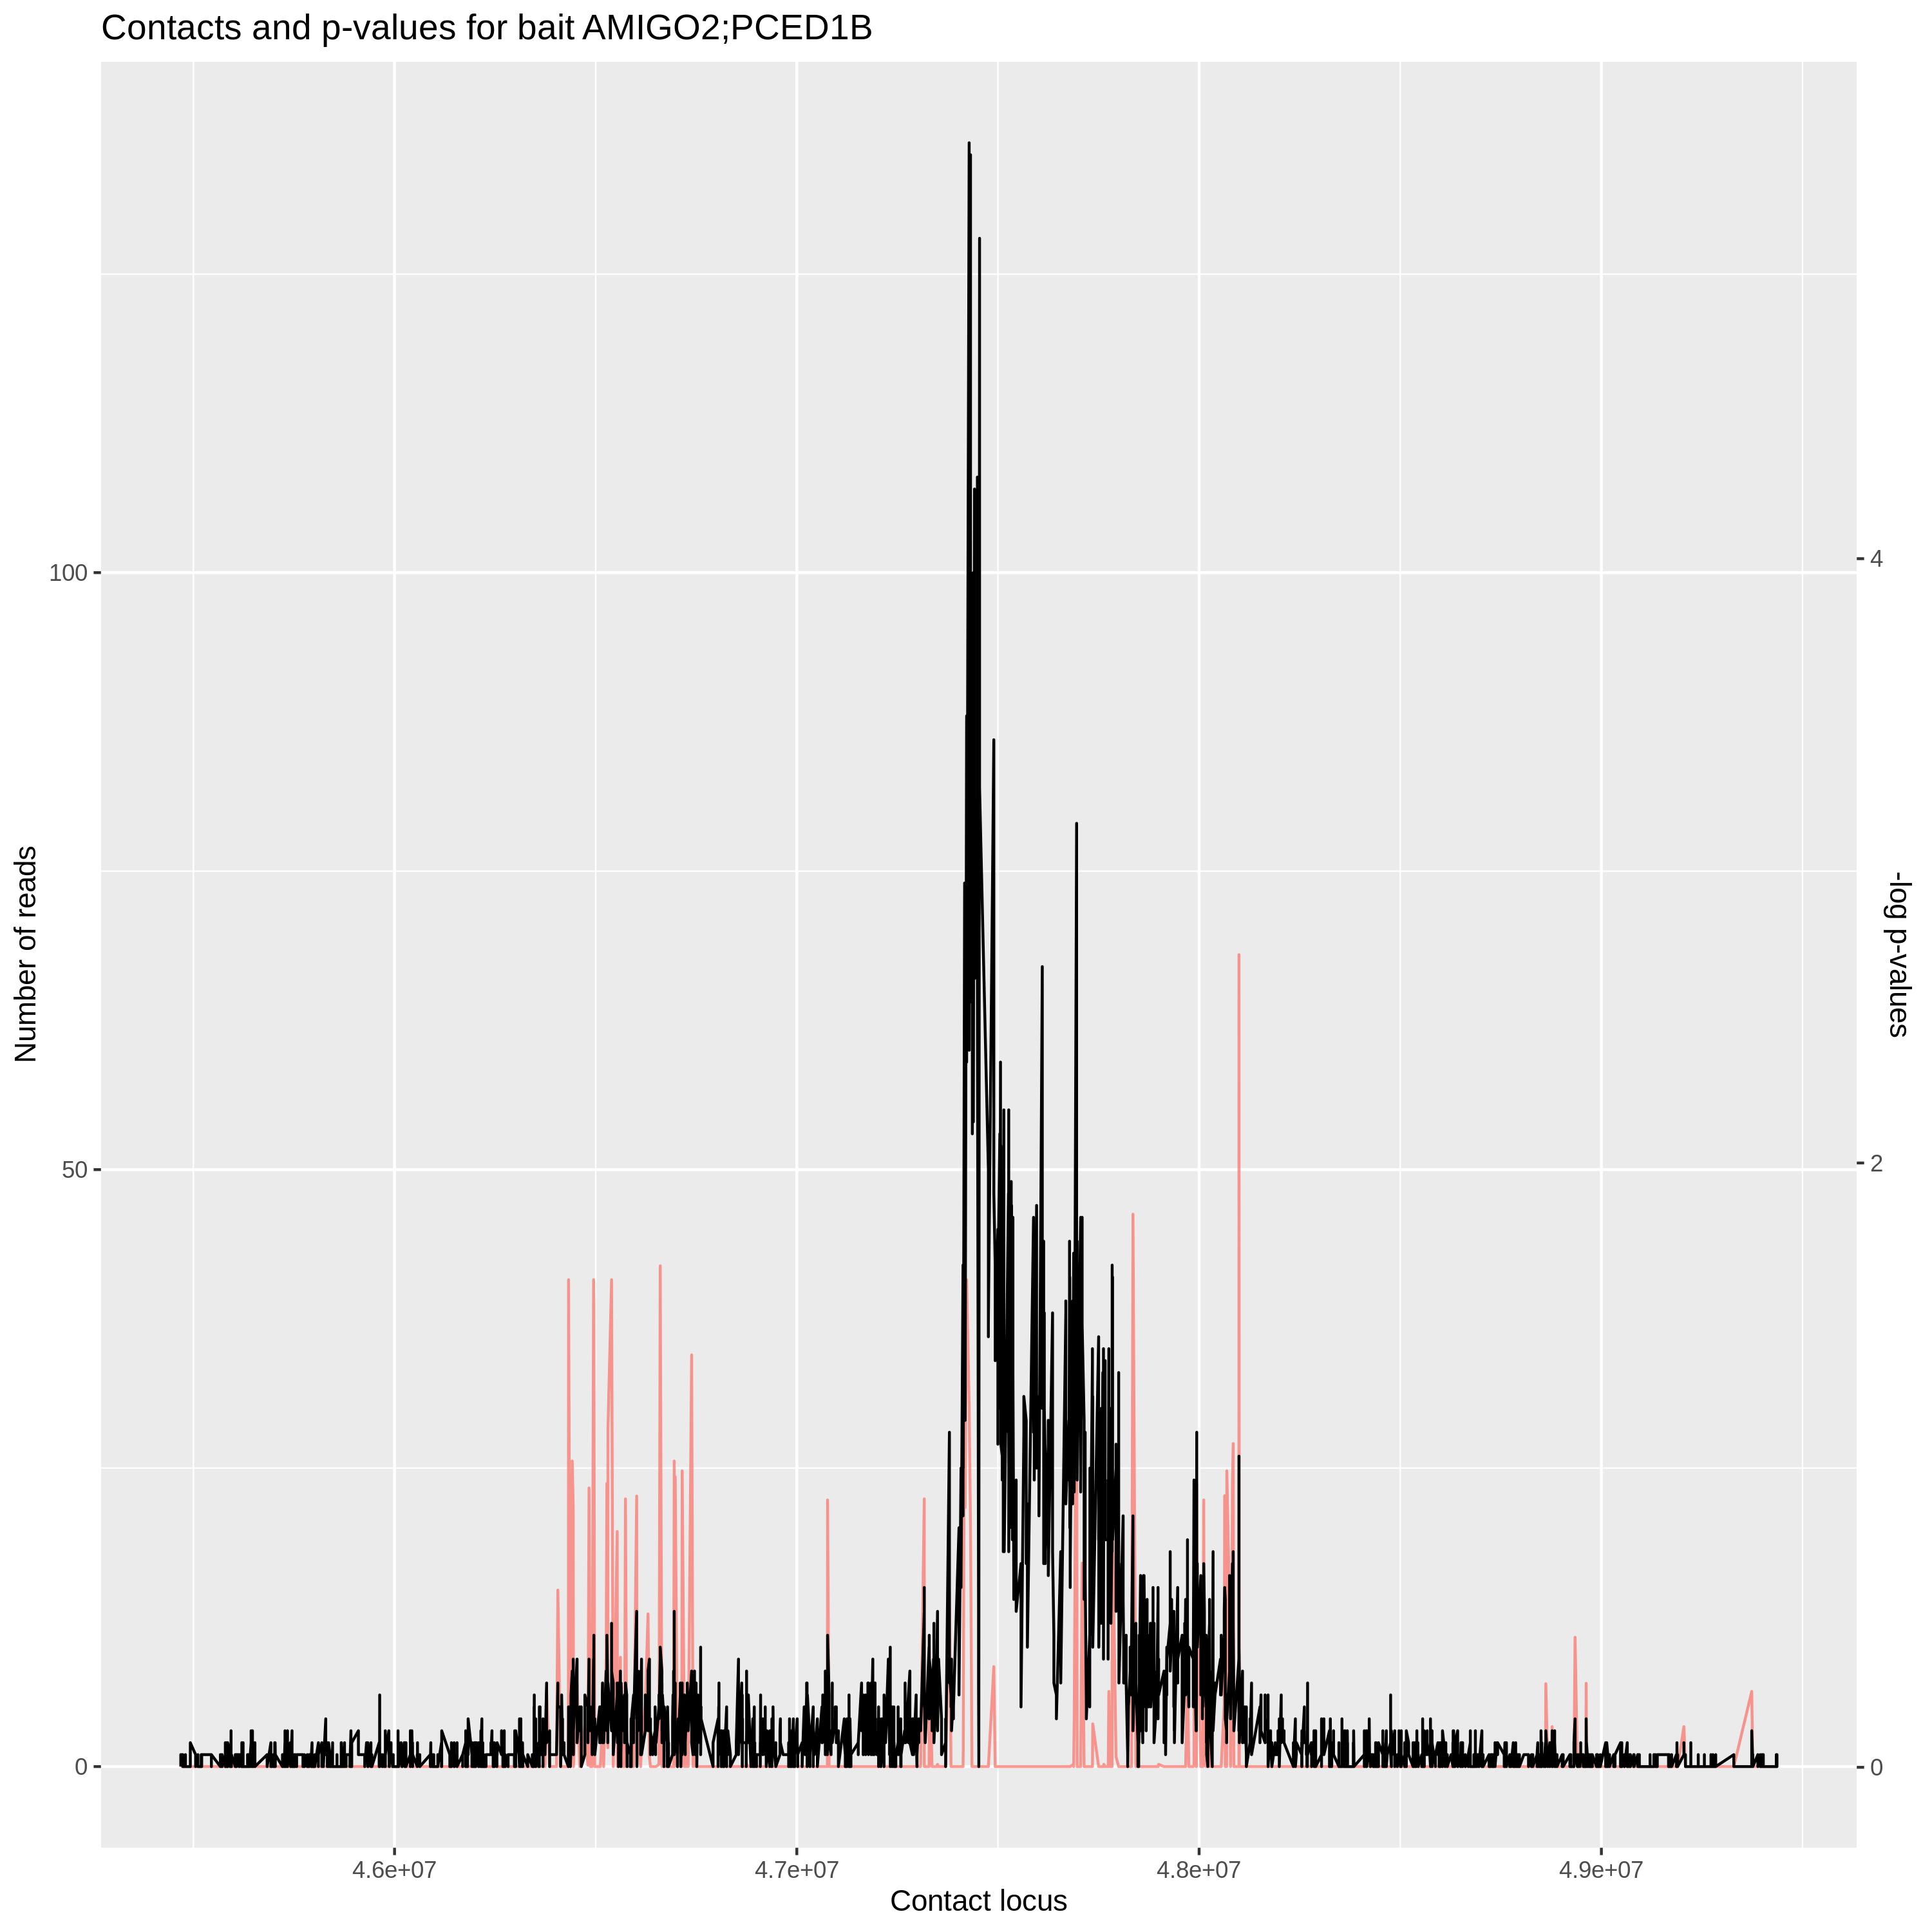 Contacts and p-values for bait AMIGO2;PCED1B
Number of reads
100
50
0
4
2
0
-log p-values
4.6e+07 4.7e+07 4.8e+07 4.9e+07
Contact locus